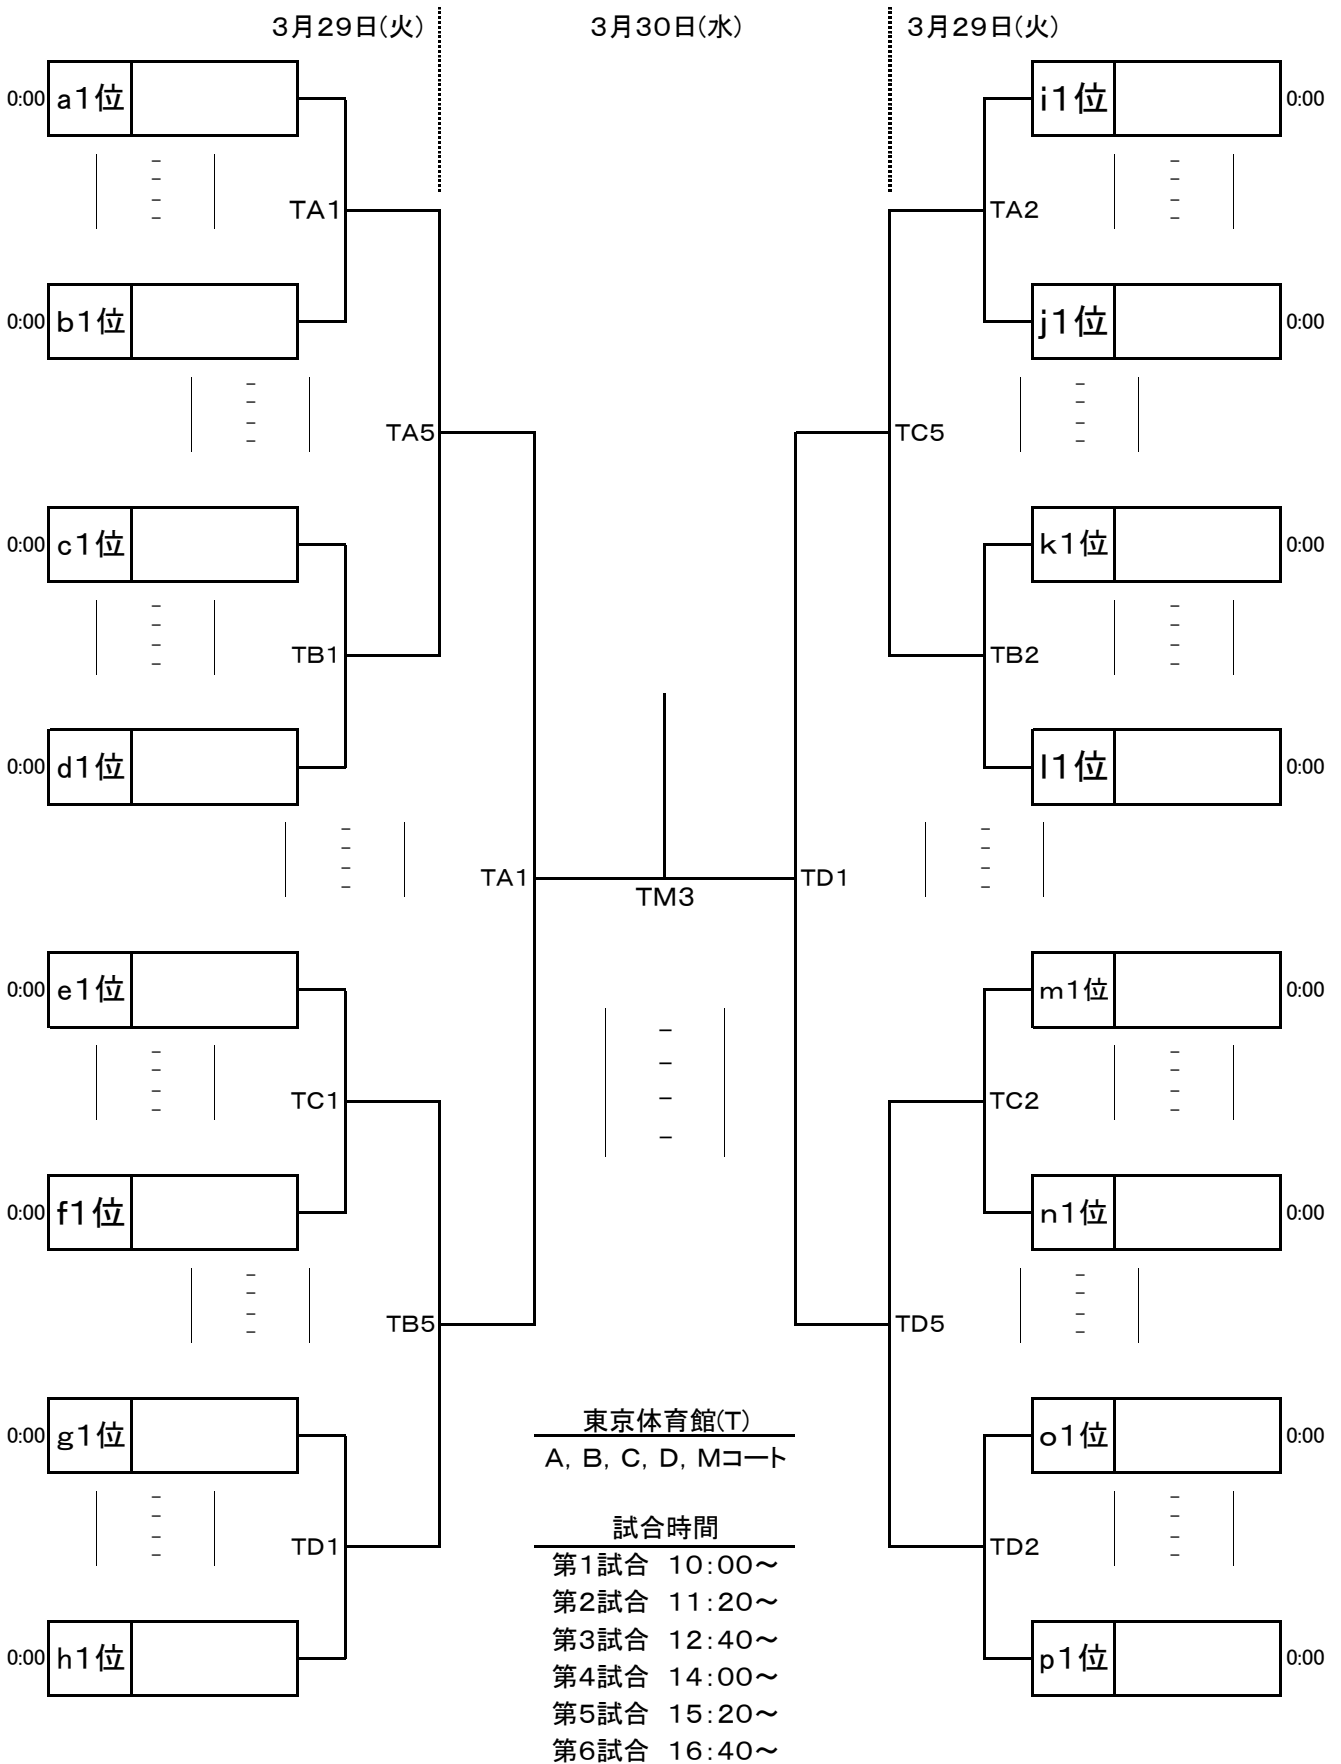 3月29日(火) 3月30日(水) 3月29日(火)
0:00 a1位 i1位 0:00
TA1 TA2
0:00 b1位 j1位 0:00
TA5 TC5
0:00 c1位 k1位 0:00
TB1 TB2
0:00 d1位 l1位 0:00
TA1 TD1
TM3
0:00 e1位 m1位 0:00
TC1 TC2
0:00 f1位 n1位 0:00
TB5 TD5
東京体育館(T)
0:00 g1位 o1位 0:00
A, B, C, D, Mコート
試合時間
TD1 TD2
第1試合 10:00～
第2試合 11:20～
第3試合 12:40～
0:00 h1位 p1位 0:00
第4試合 14:00～
第5試合 15:20～
第6試合 16:40～